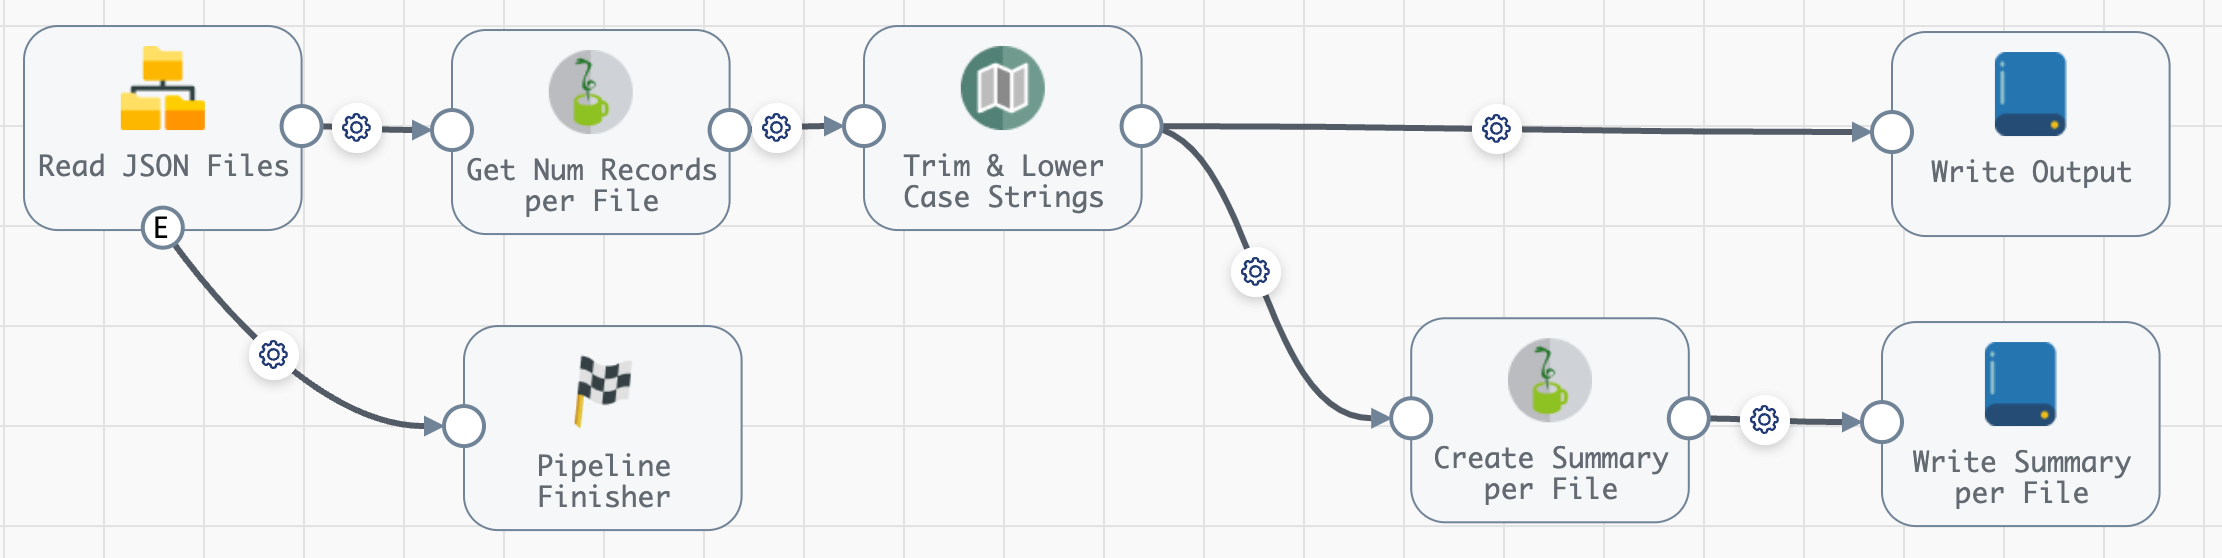 Read JSON Files
E
Get Num Records
per File
Trim & Lower
Case Strings
Write Output
Pipeline
Finisher
Create Summary
per File
Write Summary
per File